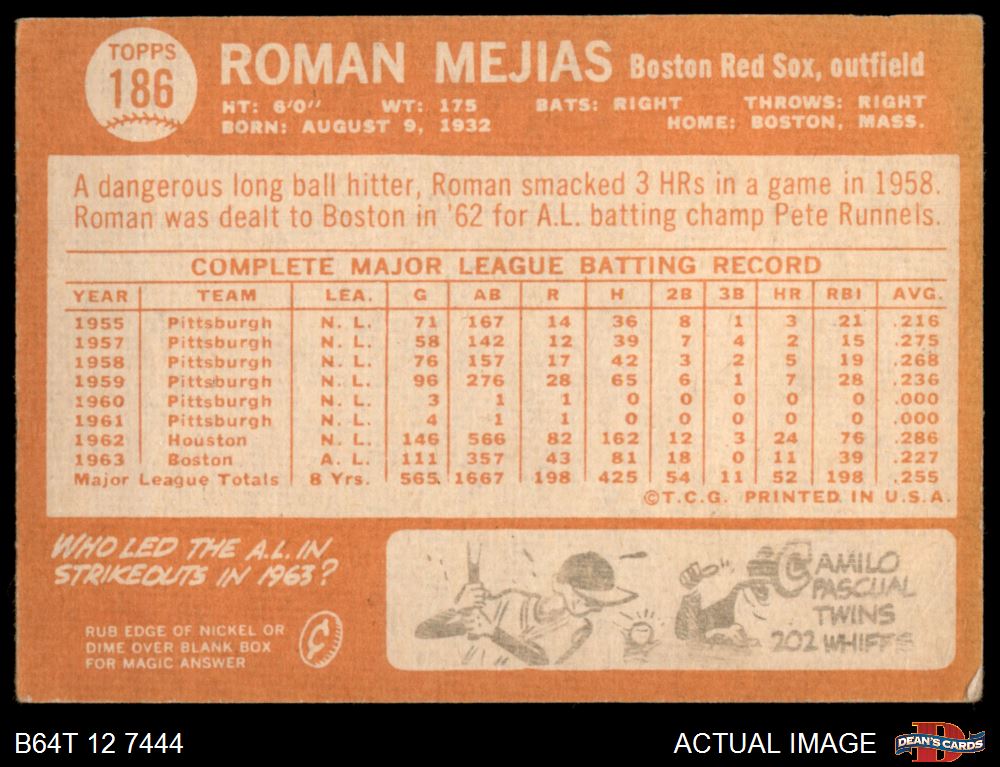 TOPPS
186
ROMAN MEJIAS Boston Red Sox, outfield
HT: 6'0" WT: 175 BATS: RIGHT THROWS: RIGHT
BORN: AUGUST 9, 1932 HOME: BOSTON, MASS.
A dangerous long ball hitter, Roman smacked 3 HRs in a game in 1958.
Roman was dealt to Boston in '62 for A.L. batting champ Pete Runnels.
COMPLETE MAJOR LEAGUE BATTING RECORD
YEAR TEAM LEA. G AB R H 2B 3B HR RBI AVG.
1955 Pittsburgh N. L. 71 167 14 36 8 1 3 21 .216
1957 Pittsburgh N. L. 58 142 12 39 7 4 2 15 .275
1958 Pittsburgh N. L. 76 157 17 42 3 2 5 19 .268
1959 Pittsburgh N. L. 96 276 28 65 6 1 7 28 .236
1960 Pittsburgh N. L. 3 1 1 0 0 0 0 0 .000
1961 Pittsburgh N. L. 4 1 1 0 0 0 0 0 .000
1962 Houston N. L. 146 566 82 162 12 3 24 76 .286
1963 Boston A. L. 111 357 43 81 18 0 11 39 .227
Major League Totals 8 Yrs. 565 1667 198 425 54 11 52 198 .255
©T.C.G. PRINTED IN U.S.A.
WHO LED THE A.L. IN
STRIKEOUTS IN 1963?
RUB EDGE OF NICKEL OR
DIME OVER BLANK BOX
FOR MAGIC ANSWER
¢
CAMILO
PASCUAL
TWINS
202 WHIFFS
B64T 12 7444
ACTUAL IMAGE
D
DEAN'S CARDS